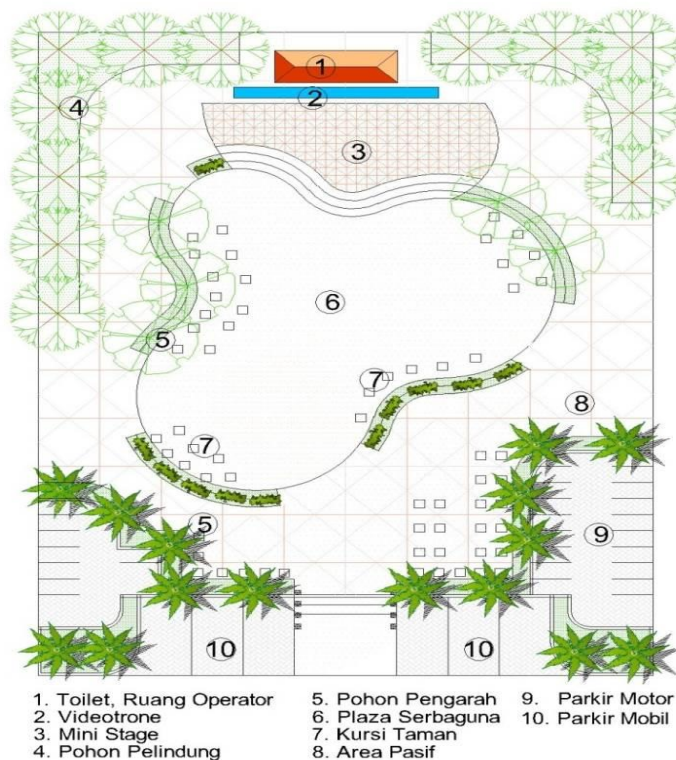 1
2
3
4
5
6
7
7
8
5
9
10
10
1. Toilet, Ruang Operator
2. Videotrone
3. Mini Stage
4. Pohon Pelindung
5. Pohon Pengarah
6. Plaza Serbaguna
7. Kursi Taman
8. Area Pasif
9. Parkir Motor
10. Parkir Mobil